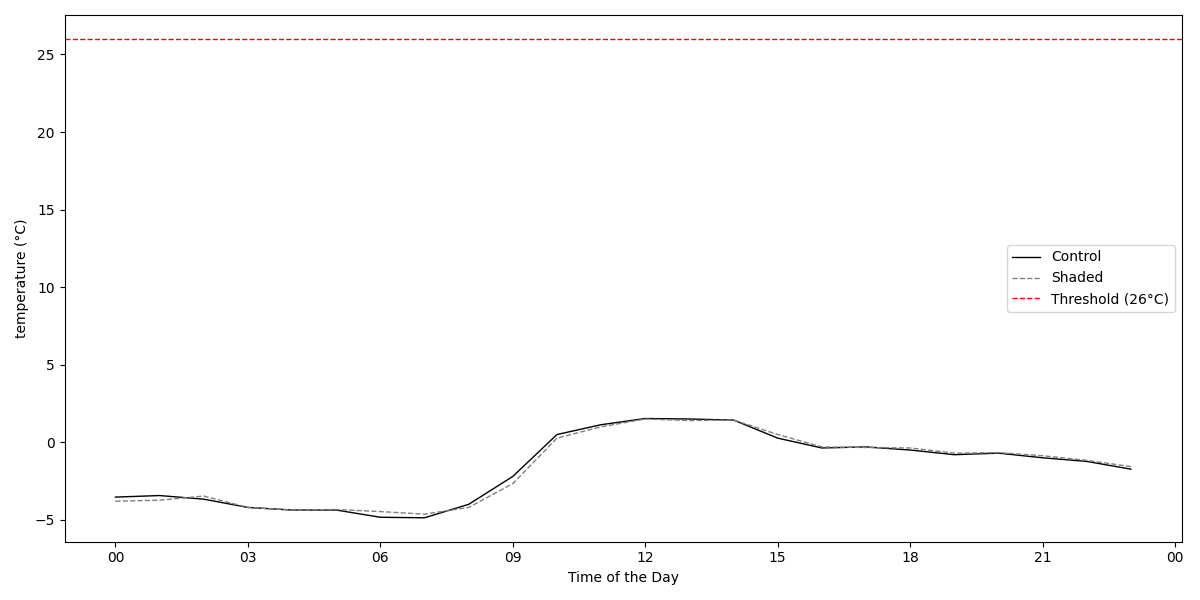 25
20
15
10
5
0
−5
temperature (°C)
Control
Shaded
Threshold (26°C)
00 03 06 09 12 15 18 21 00
Time of the Day